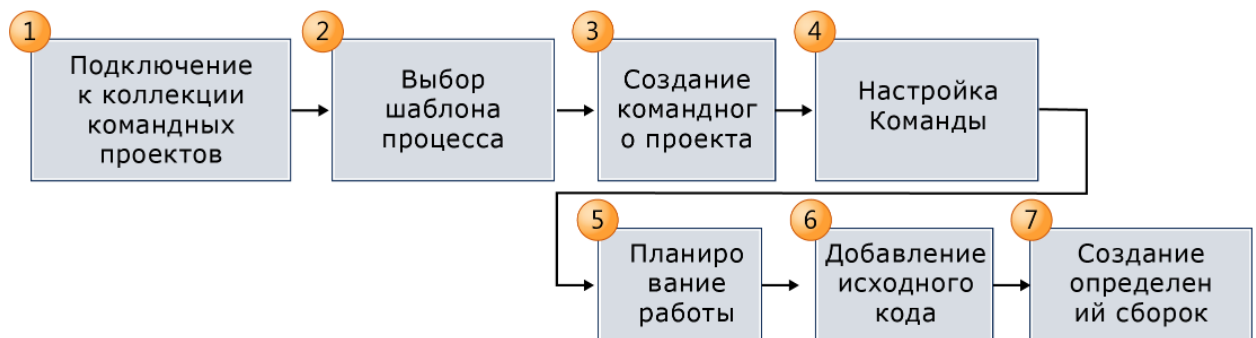 1
Подключение
к коллекции
командных
проектов
2
Выбор
шаблона
процесса
3
Создание
командног
о проекта
4
Настройка
Команды
5
Планиро
вание
работы
6
Добавление
исходного
кода
7
Создание
определен
ий сборок